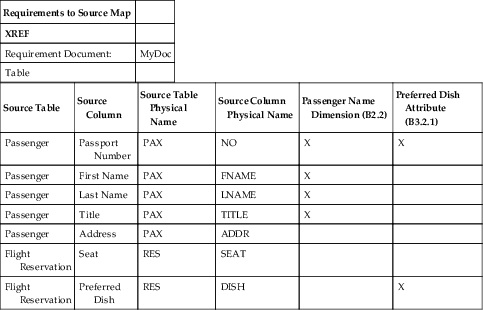 Requirements to Source Map
XREF
Requirement Document: MyDoc
Table
Source Table Source Column Source Table Physical Name Source Column Physical Name Passenger Name Dimension (B2.2) Preferred Dish Attribute (B3.2.1)
Passenger Passport Number PAX NO X X
Passenger First Name PAX FNAME X
Passenger Last Name PAX LNAME X
Passenger Title PAX TITLE X
Passenger Address PAX ADDR
Flight Reservation Seat RES SEAT
Flight Reservation Preferred Dish RES DISH X